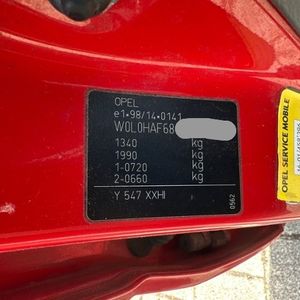 OPEL
e1*98/14*0141
W0L0HAF68
1340 kg
1990 kg
1-0720 kg
2-0660 kg
Y 547 XXHI
0562
OPEL SERVICE MOBILE